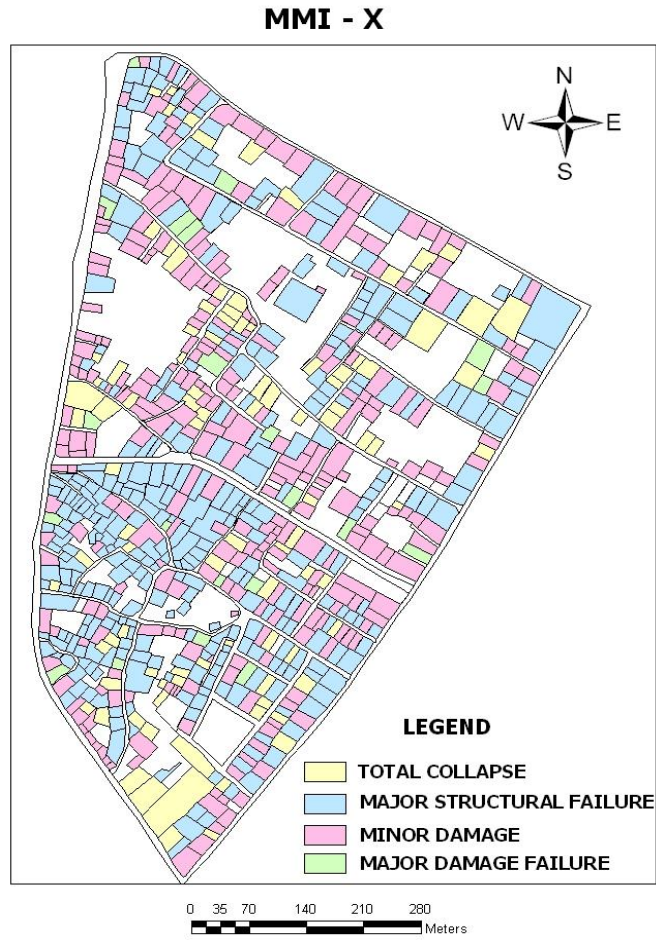 MMI - X
N
W E
S
LEGEND
TOTAL COLLAPSE
MAJOR STRUCTURAL FAILURE
MINOR DAMAGE
MAJOR DAMAGE FAILURE
0 35 70 140 210 280
Meters